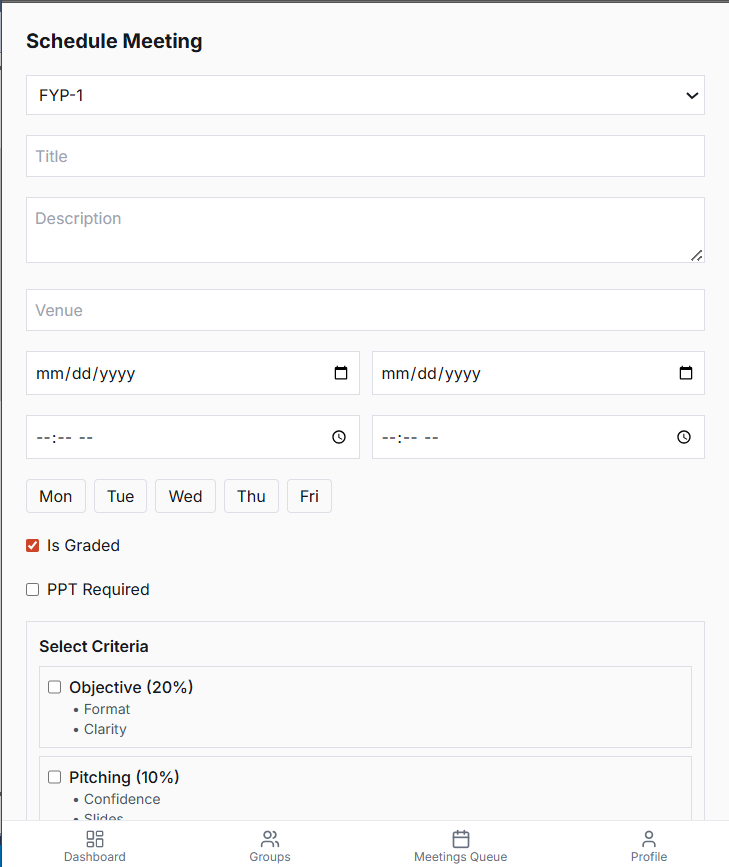 Schedule Meeting
FYP-1
Title
Description
Venue
mm/dd/yyyy mm/dd/yyyy
--:-- -- --:-- --
Mon Tue Wed Thu Fri
Is Graded
PPT Required
Select Criteria
Objective (20%)
• Format
• Clarity
Pitching (10%)
• Confidence
• Slides
Dashboard Groups Meetings Queue Profile